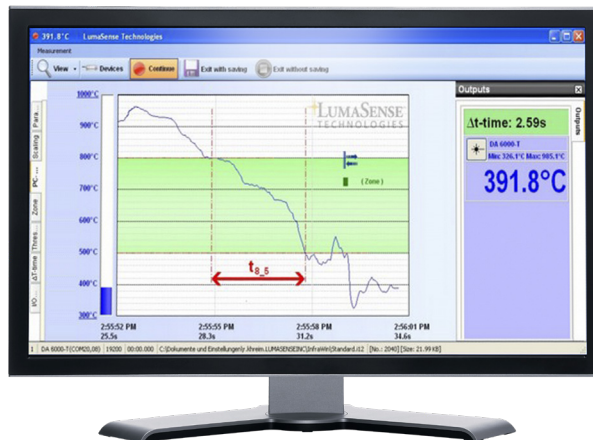 391.8°C LumaSense Technologies
Measurement
View Devices Continue Exit with saving Exit without saving
Outputs
Outputs
Para...
Scaling
PC- ...
Zone
Thres...
ΔT-time
I/O...
1000°C
900°C
700°C
600°C
500°C
400°C
300°C
LUMASENSE
TECHNOLOGIES
(Zone)
t8_5
2:55:52 PM 2:55:55 PM 2:55:58 PM 2:56:01 PM
25.5s 28.3s 31.2s 34.6s
Δt-time: 2.59s
DA 6000-T
Min: 326.1°C Max: 985.1°C
391.8°C
1 DA 6000-T(COM20,08) 19200 00:00.000 [No.: 2040] [Size: 21.99 KB]